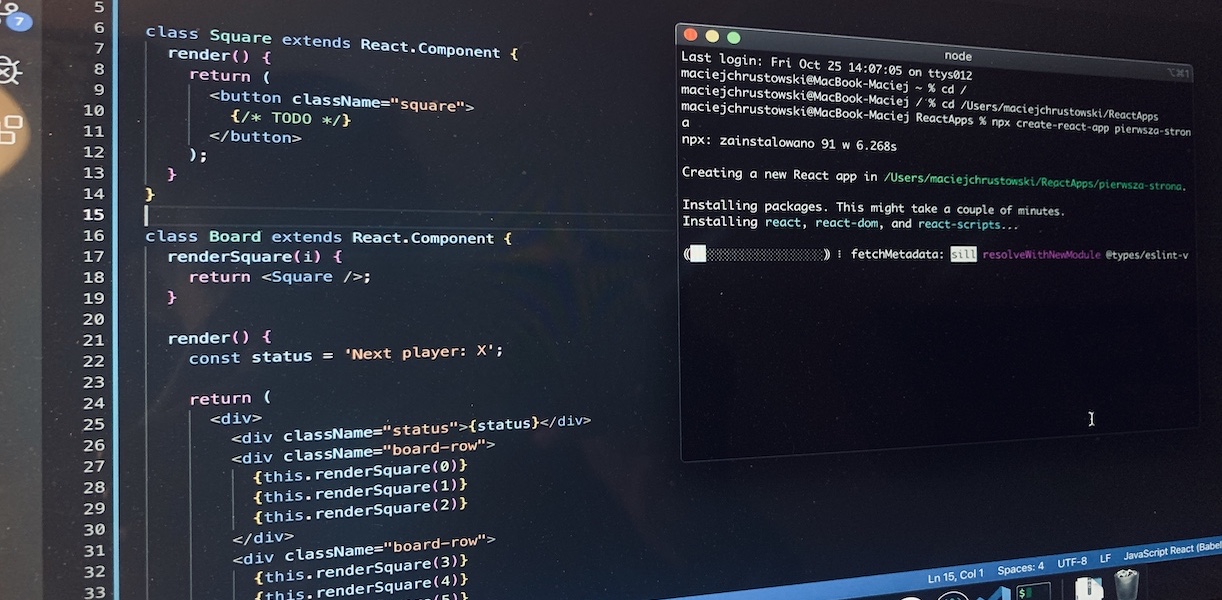 7
5
6 class Square extends React.Component {
7 render() {
8 return (
9 <button className="square">
10 {/* TODO */}
11 </button>
12 );
13 }
14 }
15
16 class Board extends React.Component {
17 renderSquare(i) {
18 return <Square />;
19 }
20
21 render() {
22 const status = 'Next player: X';
23
24 return (
25 <div>
26 <div className="status">{status}</div>
27 <div className="board-row">
28 {this.renderSquare(0)}
29 {this.renderSquare(1)}
30 {this.renderSquare(2)}
31 </div>
32 <div className="board-row">
33 {this.renderSquare(3)}
{this.renderSquare(4)}
{this.renderSquare(5)}
node
⌥⌘1
Last login: Fri Oct 25 14:07:05 on ttys012
maciejchrustowski@MacBook-Maciej ~ % cd /
maciejchrustowski@MacBook-Maciej / % cd /Users/maciejchrustowski/ReactApps
maciejchrustowski@MacBook-Maciej ReactApps % npx create-react-app pierwsza-stron
a
npx: zainstalowano 91 w 6.268s
Creating a new React app in /Users/maciejchrustowski/ReactApps/pierwsza-strona.
Installing packages. This might take a couple of minutes.
Installing react, react-dom, and react-scripts...
fetchMetadata: sill resolveWithNewModule @types/eslint-v
Ln 15, Col 1 Spaces: 4 UTF-8 LF JavaScript React (Babel
$